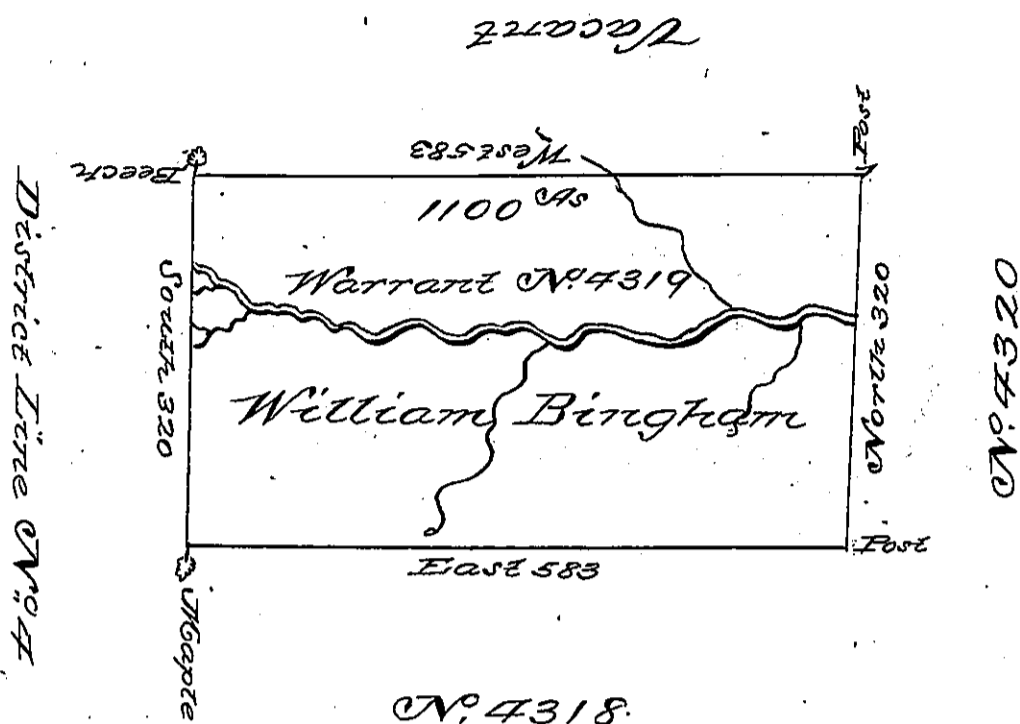 Vacant
Post
West 583
Beech
1100 As
District Line No. 4
South 320
Warrant No. 4319
North 320
No. 4320
William Bingham
Post
East 583
Maple
No. 4318.